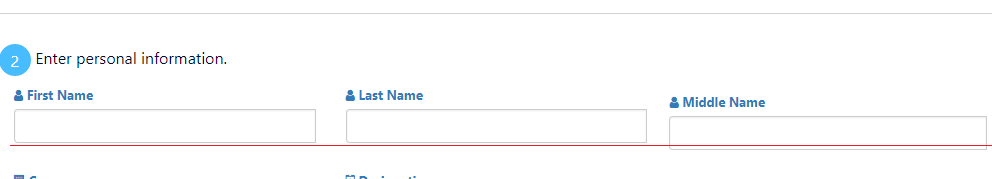 2 Enter personal information.
First Name Last Name Middle Name